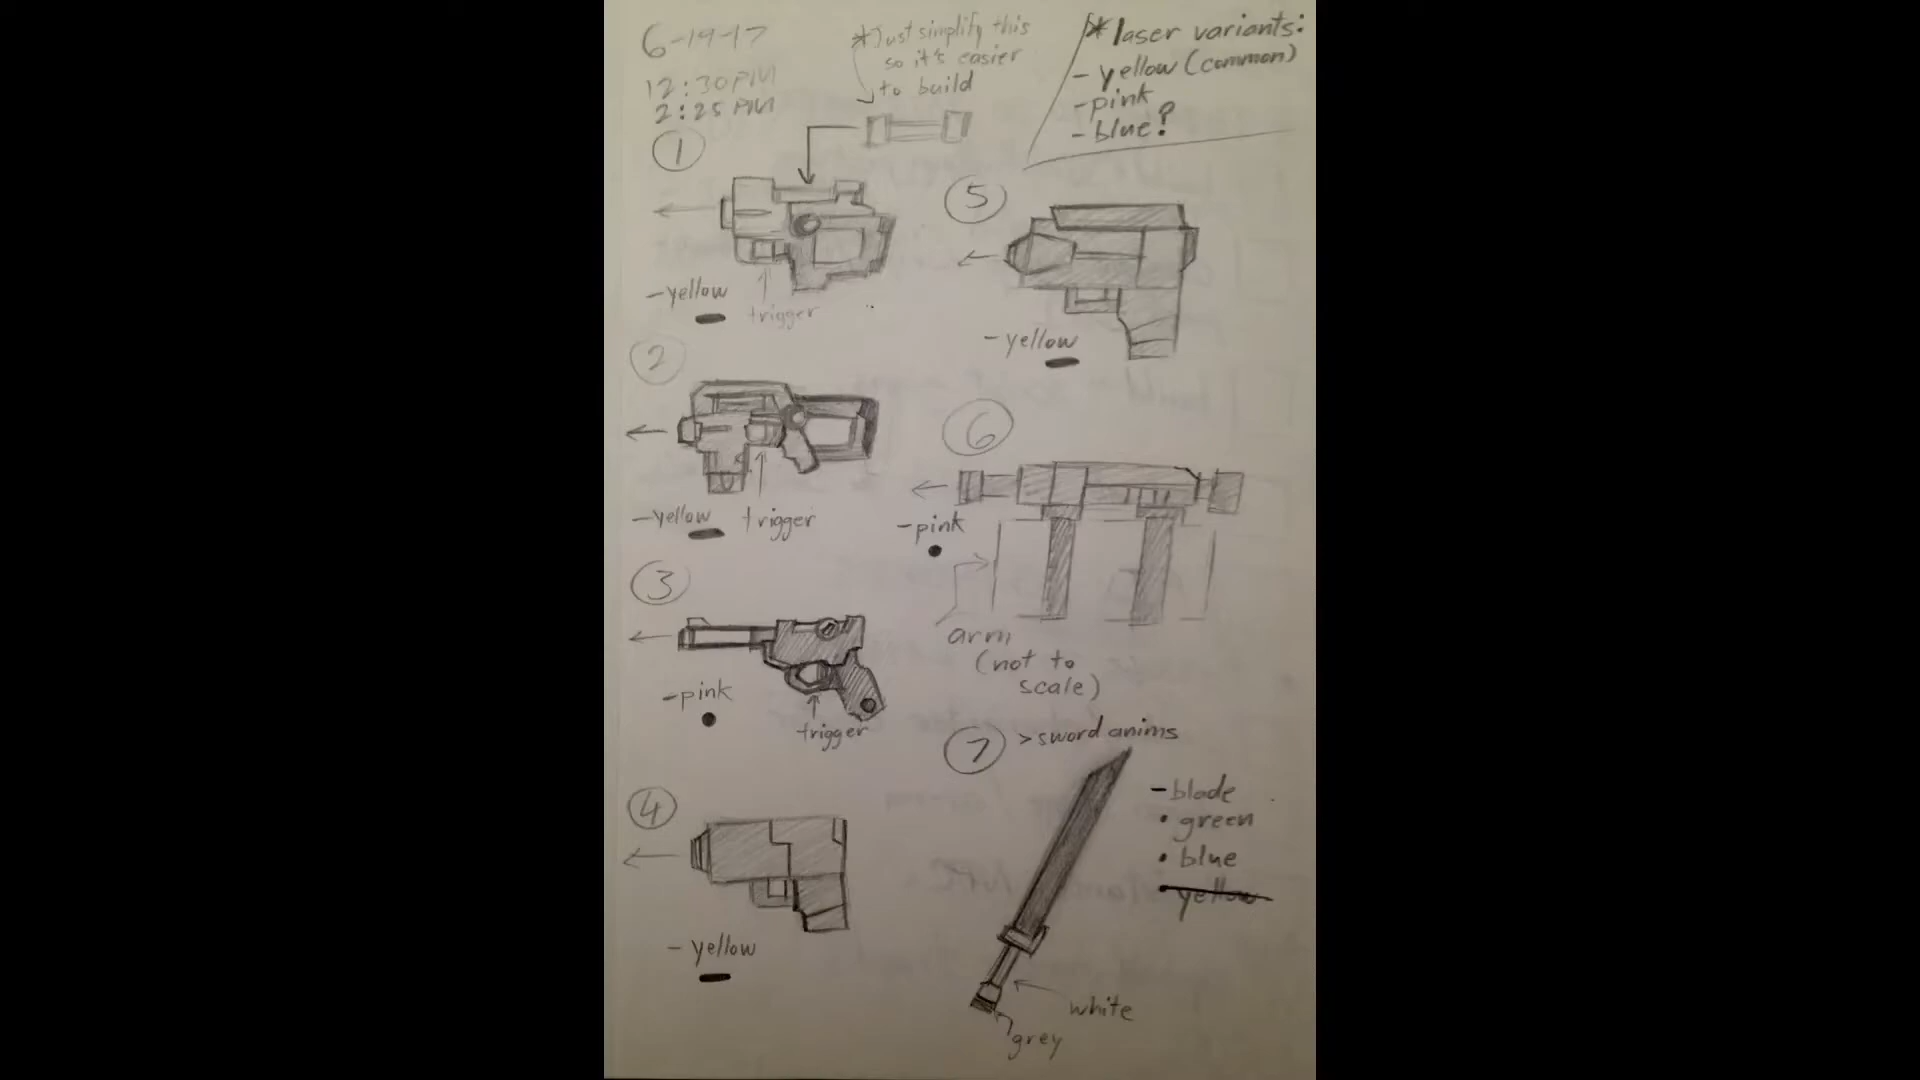 6-19-17
12:30PM
2:25 PM
*Just simplify this
so it's easier
to build
*laser variants:
- yellow (common)
- pink
- blue?
1
- yellow
trigger
2
- yellow
trigger
3
- pink
trigger
4
- yellow
5
- yellow
6
- pink
arm
(not to
scale)
7
> sword anims
- blade
• green
• blue
• yellow
white
grey